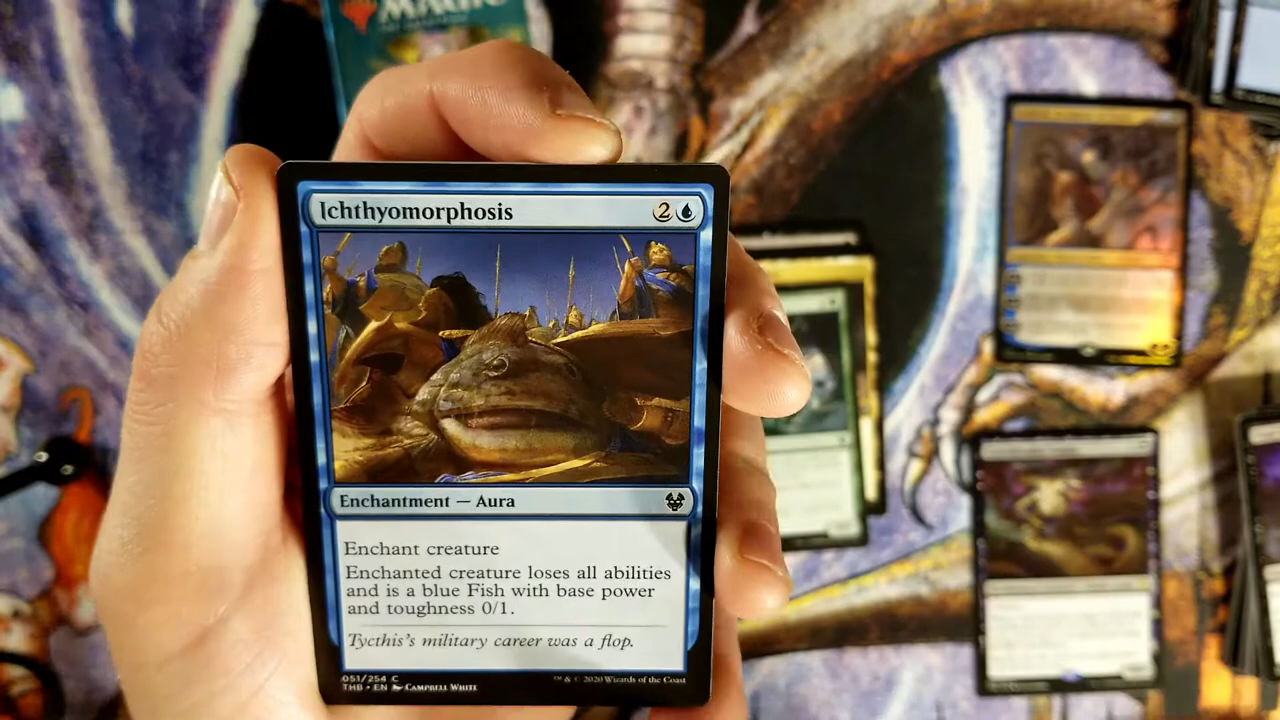 MAGIC
Ichthyomorphosis 2
Enchantment — Aura
Enchant creature
Enchanted creature loses all abilities
and is a blue Fish with base power
and toughness 0/1.
Tycthis's military career was a flop.
051/254 C
THB • EN Campbell White
™ & © 2020 Wizards of the Coast